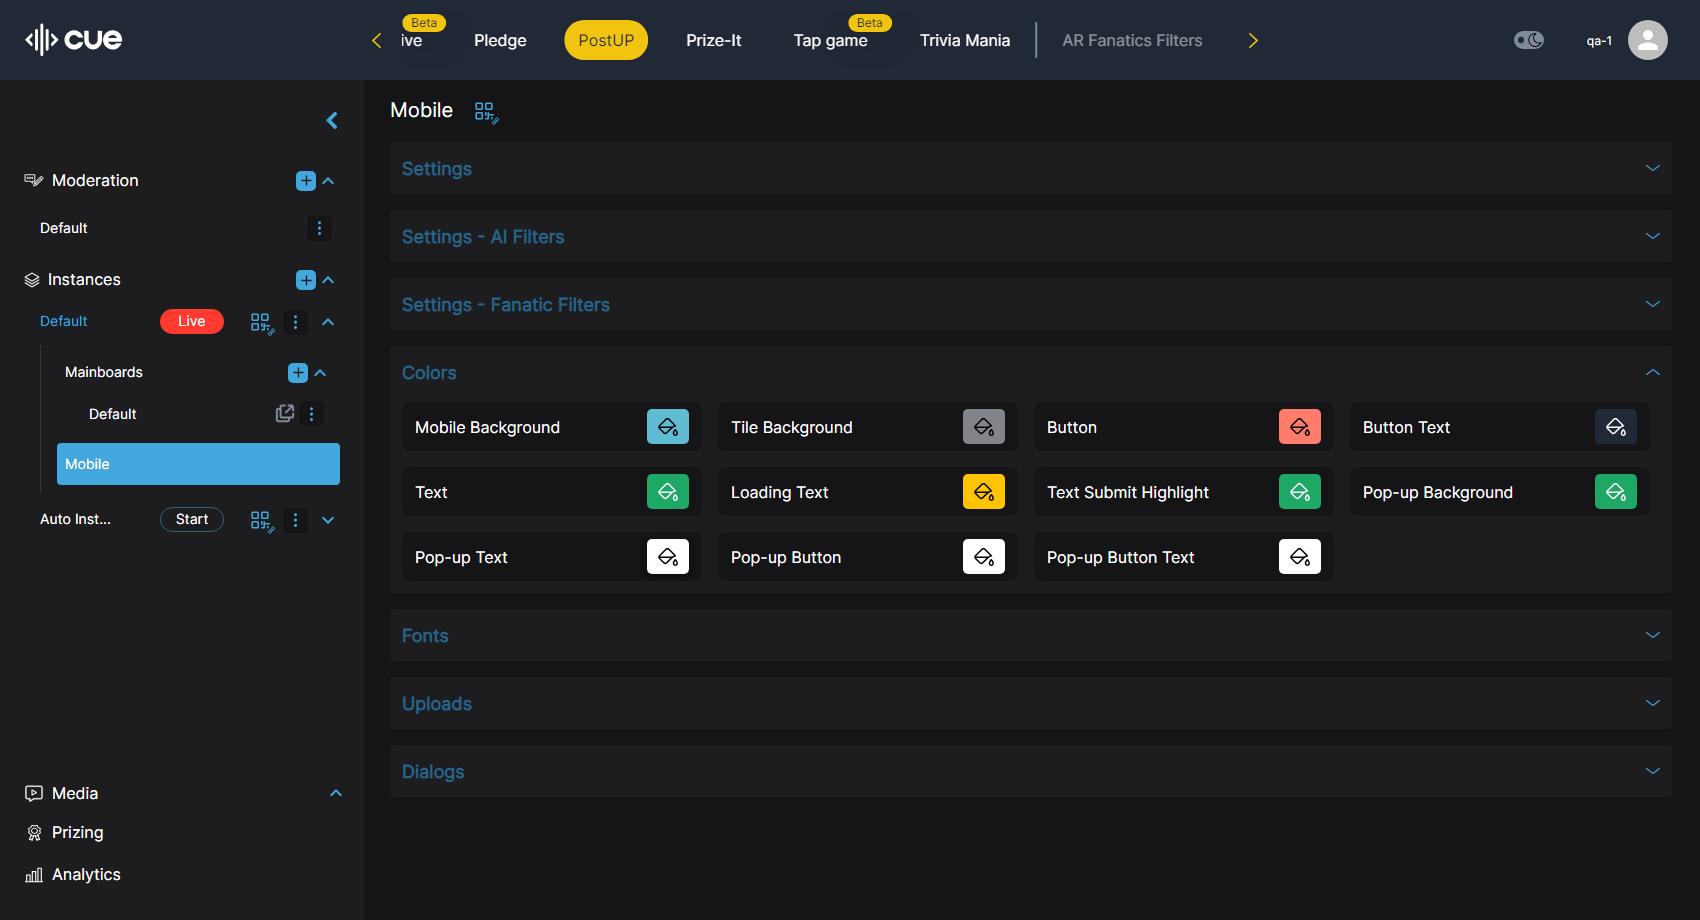 cue
Beta
ive
Pledge
PostUP
Prize-It
Beta
Tap game
Trivia Mania
AR Fanatics Filters
qa-1
Moderation
Default
Instances
Default
Live
Mainboards
Default
Mobile
Auto Inst...
Start
Media
Prizing
Analytics
Mobile
Settings
Settings - AI Filters
Settings - Fanatic Filters
Colors
Mobile Background
Tile Background
Button
Button Text
Text
Loading Text
Text Submit Highlight
Pop-up Background
Pop-up Text
Pop-up Button
Pop-up Button Text
Fonts
Uploads
Dialogs